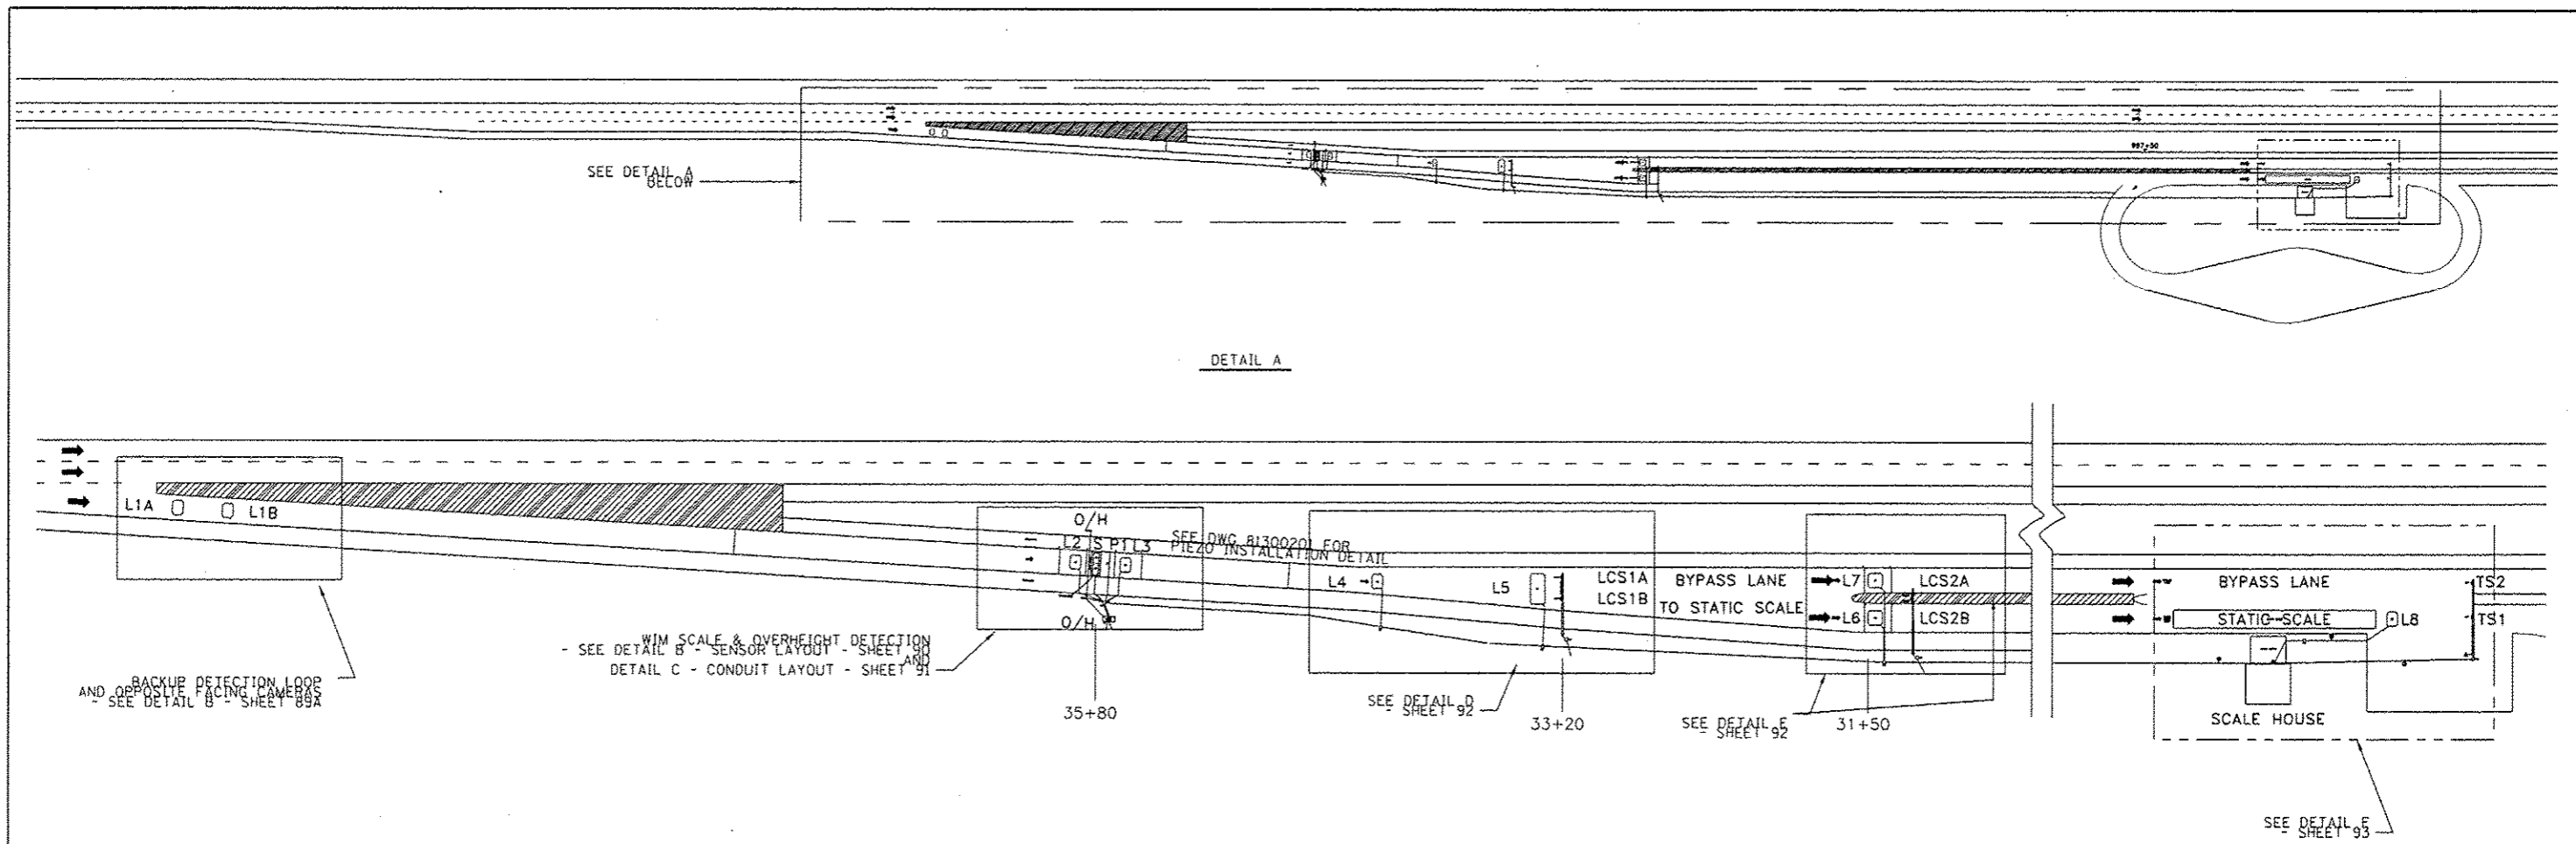 SEE DETAIL A
BELOW
997+50
DETAIL A
L1A
L1B
O/H
L2 S P1 L3
SEE DWG 81300201 FOR
PIEZO INSTALLATION DETAIL
O/H
L4
L5
LCS1A
LCS1B
BYPASS LANE
TO STATIC SCALE
L7
L6
LCS2A
LCS2B
BYPASS LANE
STATIC SCALE
L8
TS2
TS1
SCALE HOUSE
BACKUP DETECTION LOOP
AND OPPOSITE FACING CAMERAS
- SEE DETAIL B - SHEET 89A
WIM SCALE & OVERHEIGHT DETECTION
- SEE DETAIL B - SENSOR LAYOUT - SHEET 90
AND
DETAIL C - CONDUIT LAYOUT - SHEET 91
35+80
SEE DETAIL D
- SHEET 92
33+20
SEE DETAIL E
- SHEET 92
31+50
SEE DETAIL F
- SHEET 93